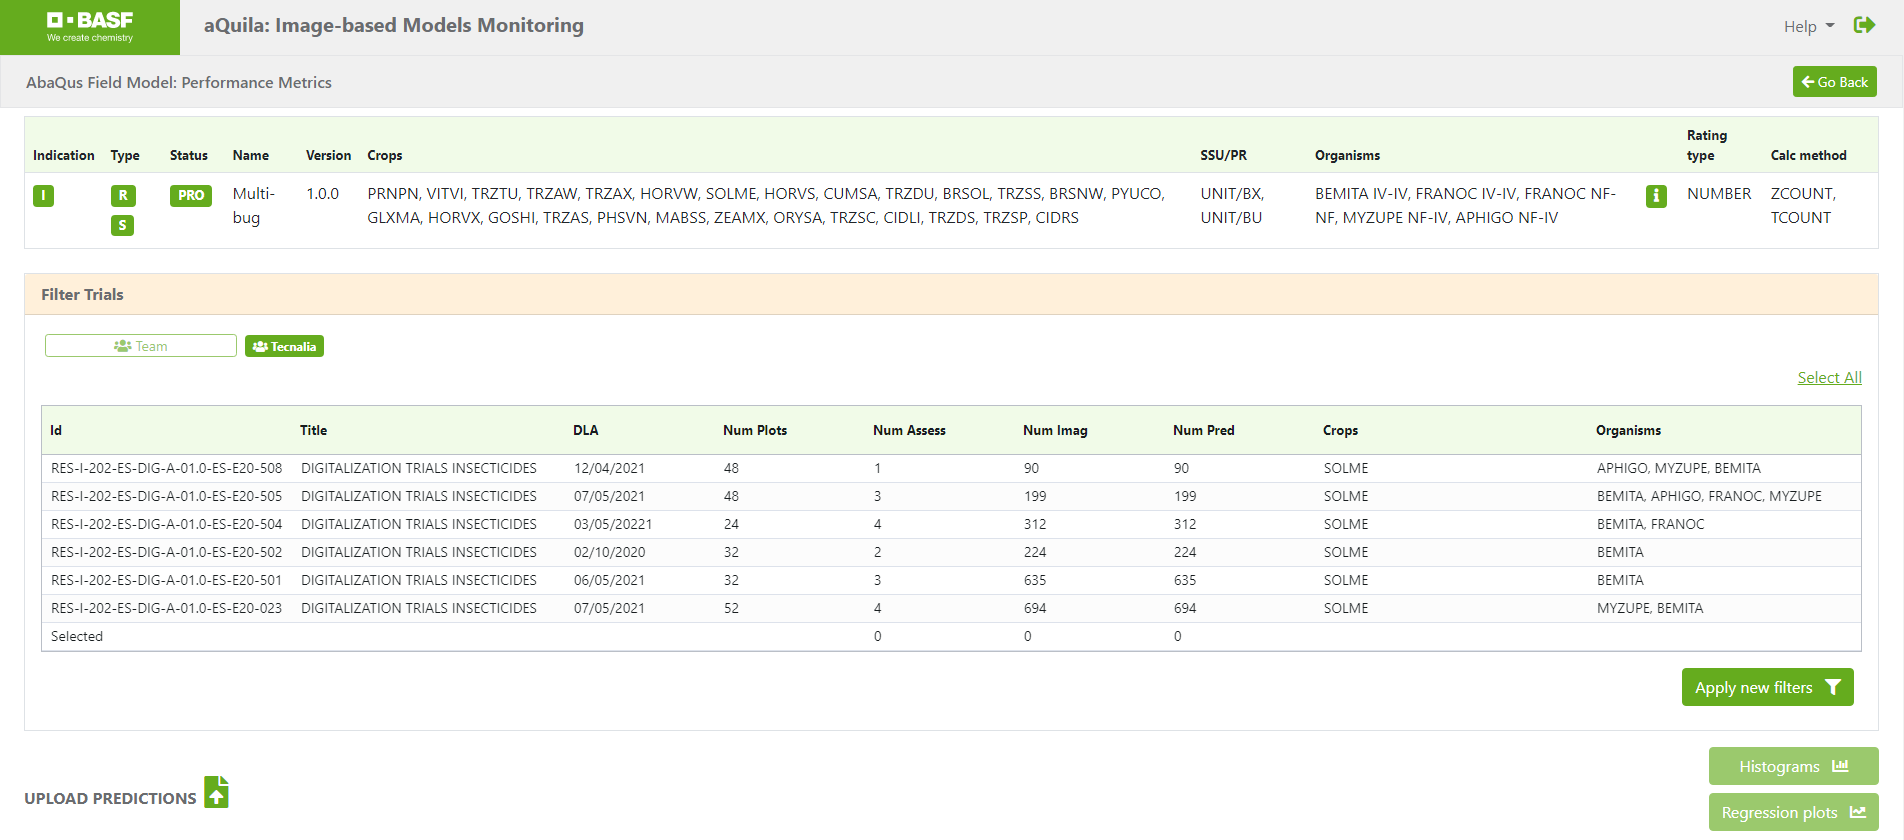 BASF
We create chemistry
aQuila: Image-based Models Monitoring
Help
AbaQus Field Model: Performance Metrics
Go Back
Indication Type Status Name Version Crops SSU/PR Organisms Rating type Calc method
I R S PRO Multi-bug 1.0.0 PRNPN, VITVI, TRZTU, TRZAW, TRZAX, HORVW, SOLME, HORVS, CUMSA, TRZDU, BRSOL, TRZSS, BRSNW, PYUCO, UNIT/BX, BEMITA IV-IV, FRANOC IV-IV, FRANOC NF- i NUMBER ZCOUNT,
GLXMA, HORVX, GOSHI, TRZAS, PHSVN, MABSS, ZEAMX, ORYSA, TRZSC, CIDLI, TRZDS, TRZSP, CIDRS UNIT/BU NF, MYZUPE NF-IV, APHIGO NF-IV TCOUNT
Filter Trials
Team Tecnalia
Select All
Id Title DLA Num Plots Num Assess Num Imag Num Pred Crops Organisms
RES-I-202-ES-DIG-A-01.0-ES-E20-508 DIGITALIZATION TRIALS INSECTICIDES 12/04/2021 48 1 90 90 SOLME APHIGO, MYZUPE, BEMITA
RES-I-202-ES-DIG-A-01.0-ES-E20-505 DIGITALIZATION TRIALS INSECTICIDES 07/05/2021 48 3 199 199 SOLME BEMITA, APHIGO, FRANOC, MYZUPE
RES-I-202-ES-DIG-A-01.0-ES-E20-504 DIGITALIZATION TRIALS INSECTICIDES 03/05/20221 24 4 312 312 SOLME BEMITA, FRANOC
RES-I-202-ES-DIG-A-01.0-ES-E20-502 DIGITALIZATION TRIALS INSECTICIDES 02/10/2020 32 2 224 224 SOLME BEMITA
RES-I-202-ES-DIG-A-01.0-ES-E20-501 DIGITALIZATION TRIALS INSECTICIDES 06/05/2021 32 3 635 635 SOLME BEMITA
RES-I-202-ES-DIG-A-01.0-ES-E20-023 DIGITALIZATION TRIALS INSECTICIDES 07/05/2021 52 4 694 694 SOLME MYZUPE, BEMITA
Selected 0 0 0
Apply new filters
Histograms
UPLOAD PREDICTIONS
Regression plots